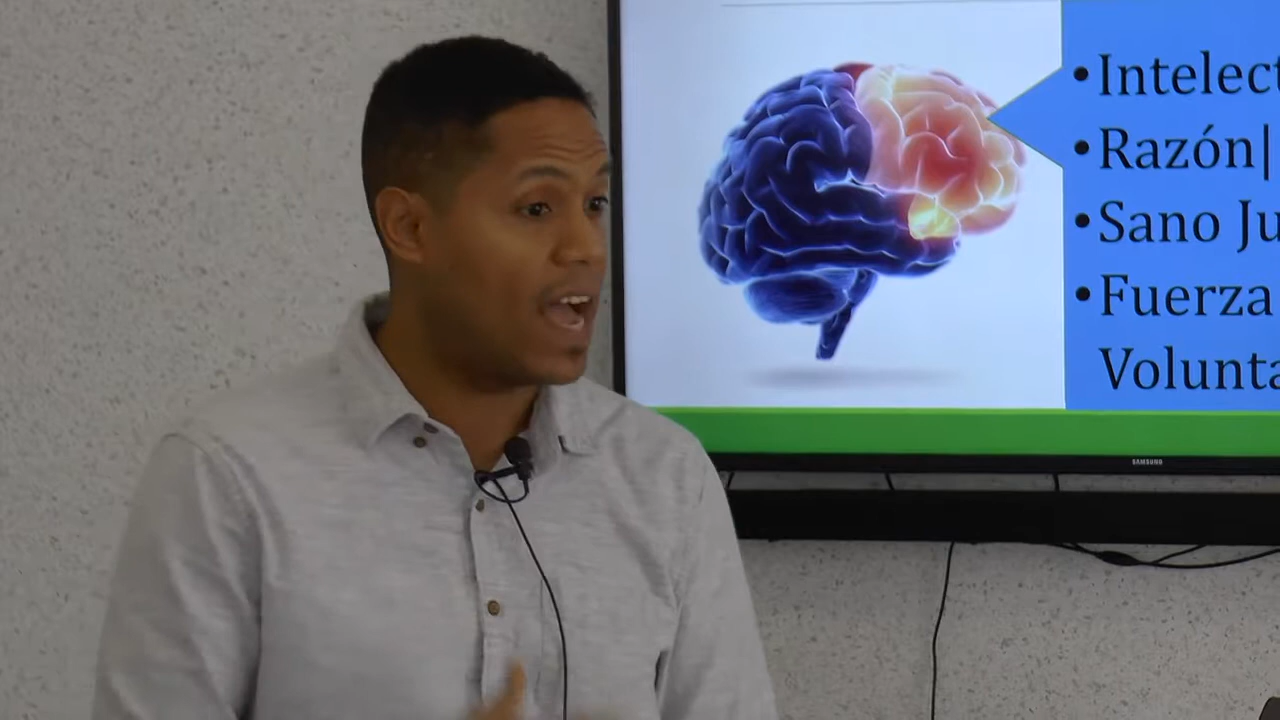 •Intelect
•Razón|
•Sano Ju
•Fuerza
Volunta
SAMSUNG